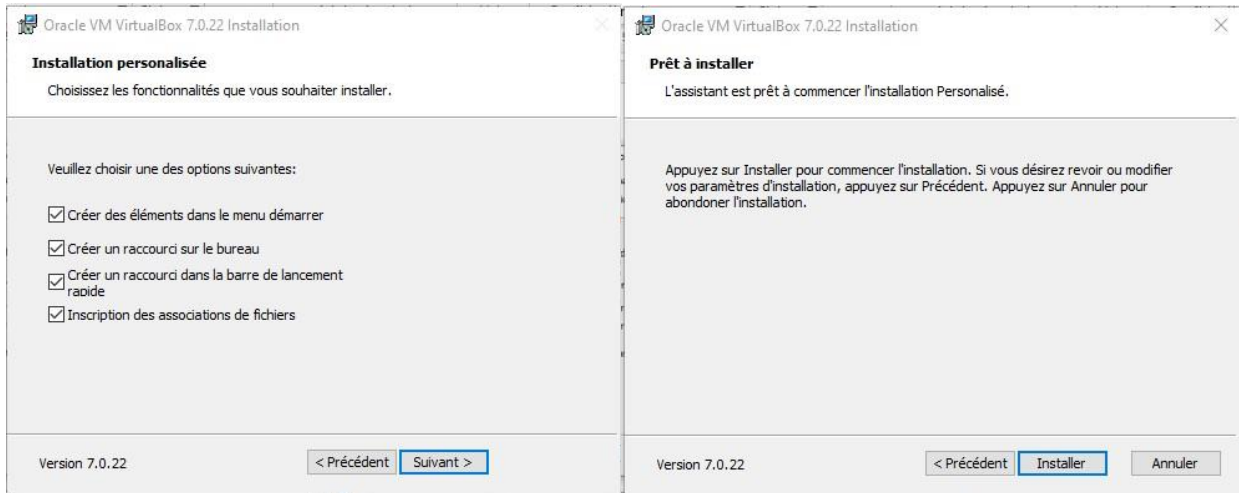 Oracle VM VirtualBox 7.0.22 Installation
Installation personalisée
Choisissez les fonctionnalités que vous souhaiter installer.
Veuillez choisir une des options suivantes:
Créer des éléments dans le menu démarrer
Créer un raccourci sur le bureau
Créer un raccourci dans la barre de lancement
rapide
Inscription des associations de fichiers
Version 7.0.22
< Précédent
Suivant >
Oracle VM VirtualBox 7.0.22 Installation
Prêt à installer
L'assistant est prêt à commencer l'installation Personalisé.
Appuyez sur Installer pour commencer l'installation. Si vous désirez revoir ou modifier
vos paramètres d'installation, appuyez sur Précédent. Appuyez sur Annuler pour
abondoner l'installation.
Version 7.0.22
< Précédent
Installer
Annuler